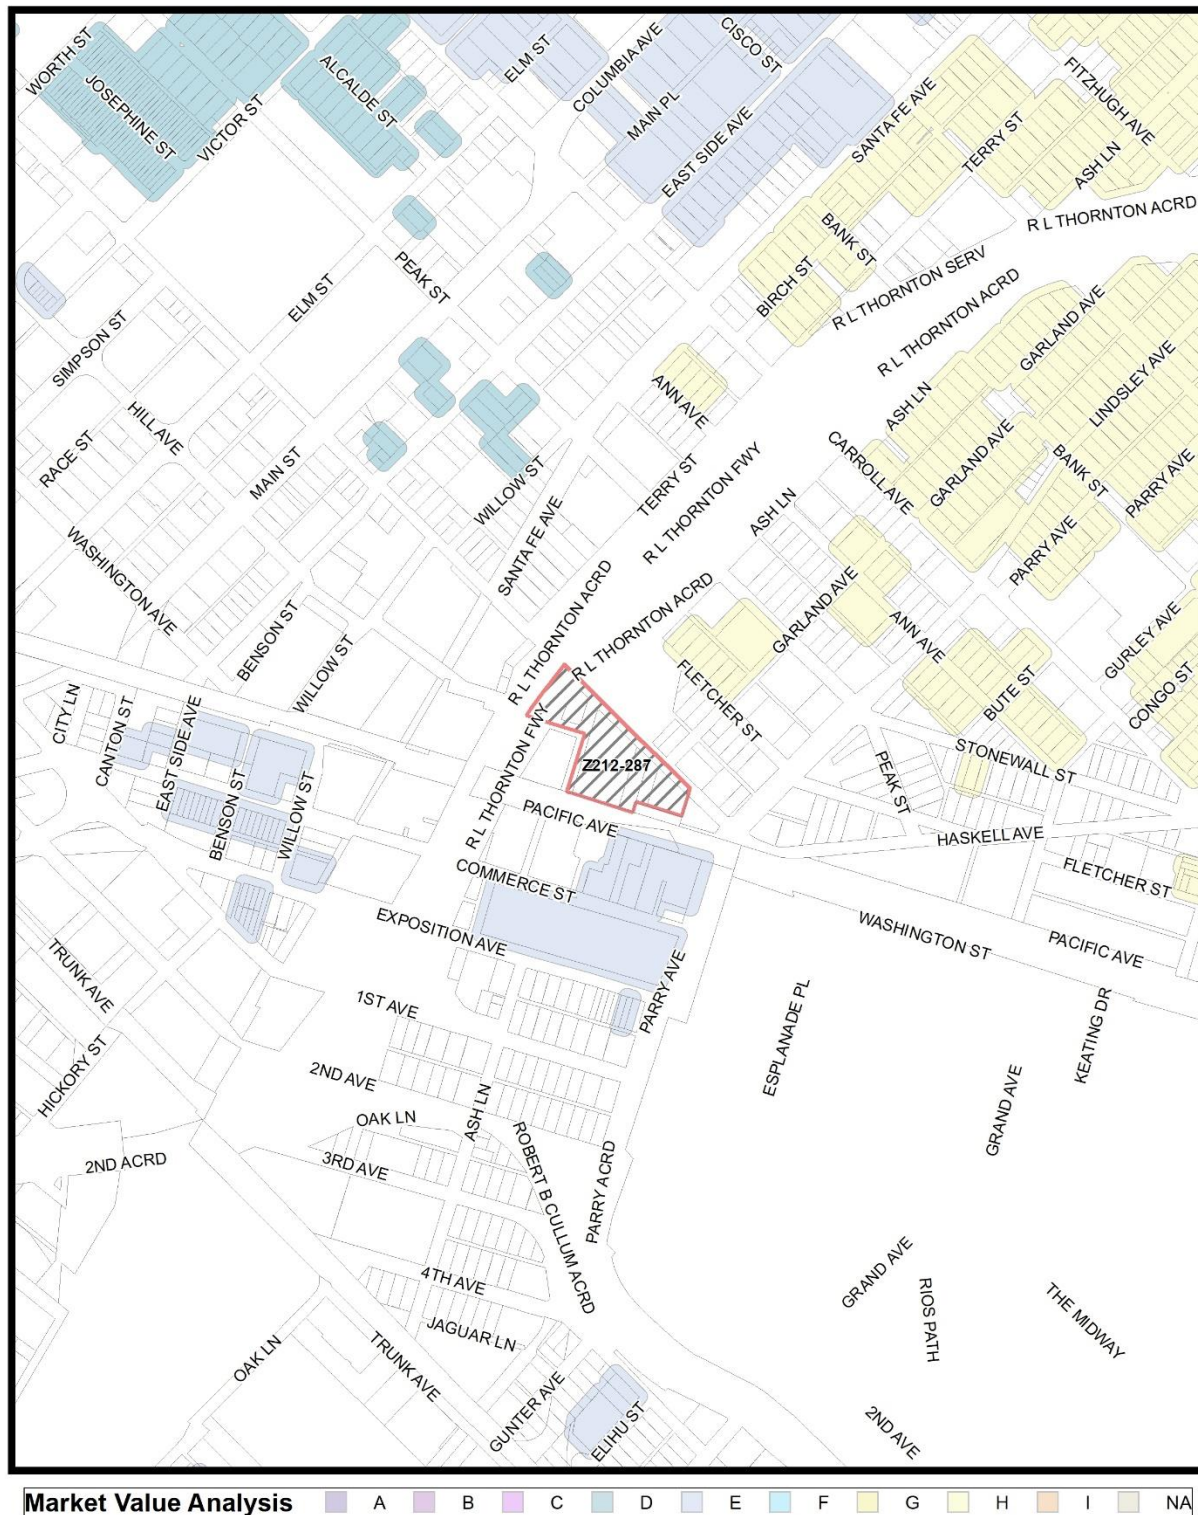 WORTH ST
JOSEPHINE ST
VICTOR ST
ALCALDE ST
ELM ST
COLUMBIA AVE
CISCO ST
MAIN PL
EAST SIDE AVE
SANTA FE AVE
FITZHUGH AVE
TERRY ST
ASH LN
R L THORNTON ACRD
BANK ST
BIRCH ST
R L THORNTON SERV
R L THORNTON ACRD
PEAK ST
ELM ST
SIMPSON ST
HILL AVE
RACE ST
MAIN ST
WASHINGTON AVE
WILLOW ST
SANTA FE AVE
ANN AVE
TERRY ST
R L THORNTON FWY
ASH LN
GARLAND AVE
LINDSLEY AVE
ASH LN
CARROLL AVE
GARLAND AVE
BANK ST
PARRY AVE
PARRY AVE
R L THORNTON ACRD
R L THORNTON ACRD
GARLAND AVE
ANN AVE
FLETCHER ST
GURLEY AVE
CONGO ST
BUTE ST
BENSON ST
WILLOW ST
CITY LN
CANTON ST
EAST SIDE AVE
BENSON ST
WILLOW ST
R L THORNTON FWY
Z212-287
STONEWALL ST
PEAK ST
HASKELL AVE
FLETCHER ST
PACIFIC AVE
COMMERCE ST
EXPOSITION AVE
WASHINGTON ST
PACIFIC AVE
TRUNK AVE
1ST AVE
PARRY AVE
ESPLANADE PL
KEATING DR
HICKORY ST
2ND AVE
GRAND AVE
OAK LN
ASH LN
2ND ACRD
3RD AVE
ROBERT B CULLUM ACRD
PARRY ACRD
GRAND AVE
RIOS PATH
THE MIDWAY
4TH AVE
JAGUAR LN
OAK LN
TRUNK AVE
GUNTER AVE
ELIHU ST
2ND AVE
Market Value Analysis A B C D E F G H I NA